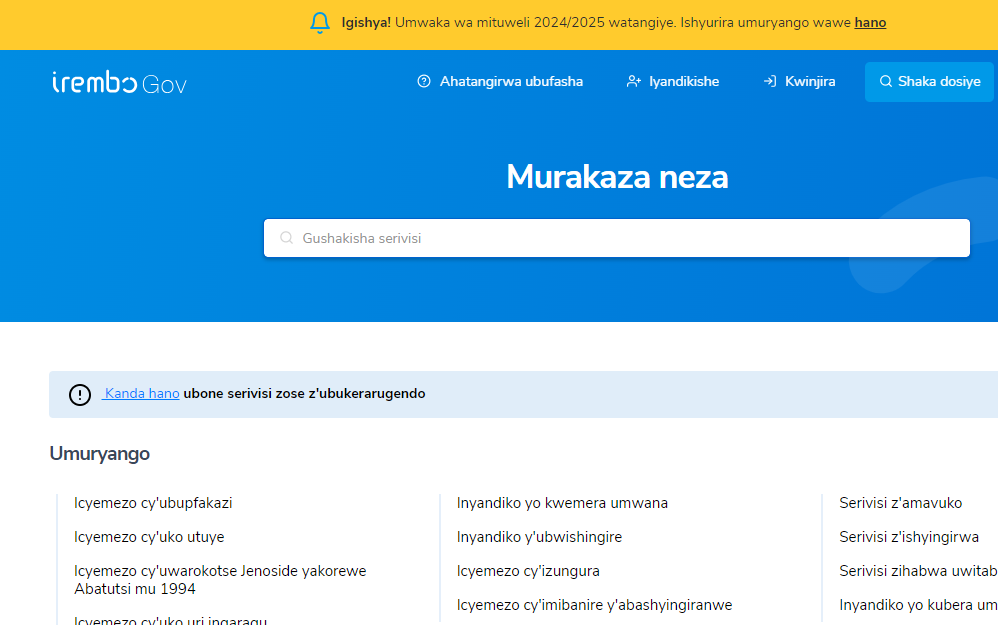 Igishya! Umwaka wa mituweli 2024/2025 watangiye. Ishyurira umuryango wawe hano
irembo Gov
Ahatangirwa ubufasha
Iyandikishe
Kwinjira
Shaka dosiye
Murakaza neza
Gushakisha serivisi
Kanda hano ubone serivisi zose z'ubukerarugendo
Umuryango
Icyemezo cy'ubupfakazi
Icyemezo cy'uko utuye
Icyemezo cy'uwarokotse Jenoside yakorewe
Abatutsi mu 1994
Icyemezo cy'uko uri ingaragu
Inyandiko yo kwemera umwana
Inyandiko y'ubwishingire
Icyemezo cy'izungura
Icyemezo cy'imibanire y'abashyingiranwe
Serivisi z'amavuko
Serivisi z'ishyingirwa
Serivisi zihabwa uwitab
Inyandiko yo kubera um